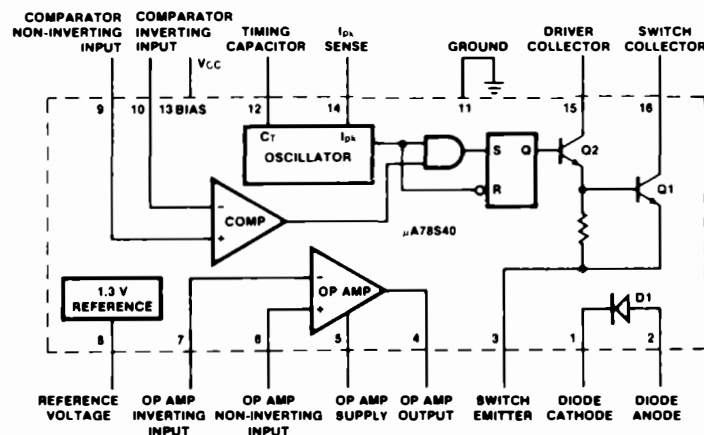 COMPARATOR NON-INVERTING INPUT
COMPARATOR INVERTING INPUT
VCC
TIMING CAPACITOR
Ipk SENSE
GROUND
DRIVER COLLECTOR
SWITCH COLLECTOR
9
10
13 BIAS
12
14
11
15
16
CT
Ipk
OSCILLATOR
S
Q
R
Q2
Q1
-
COMP
+
μA78S40
1.3 V
REFERENCE
-
OP AMP
+
D1
8
7
6
5
4
3
1
2
REFERENCE VOLTAGE
OP AMP INVERTING INPUT
OP AMP NON-INVERTING INPUT
OP AMP SUPPLY
OP AMP OUTPUT
SWITCH EMITTER
DIODE CATHODE
DIODE ANODE